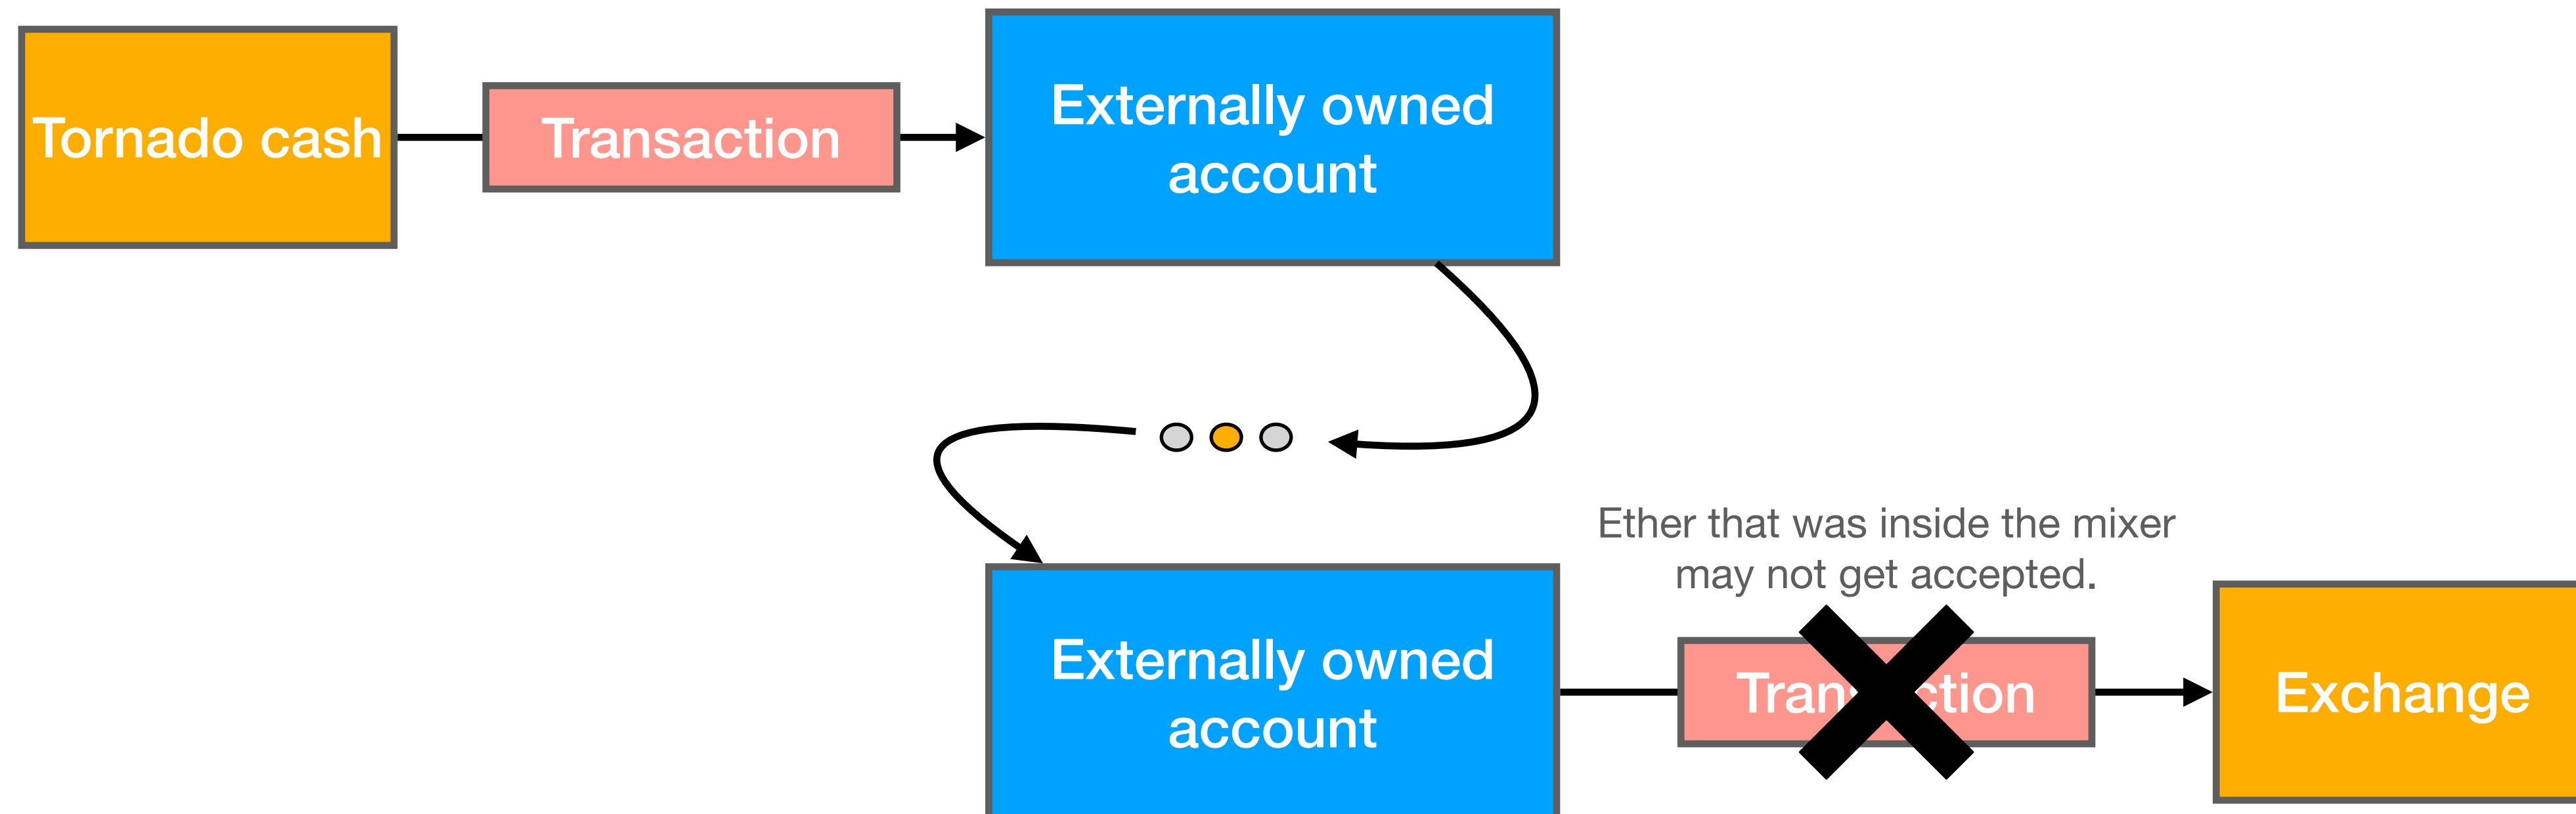 Tornado cash
Transaction
Externally owned
account
Ether that was inside the mixer
may not get accepted.
Externally owned
account
Transaction
Exchange